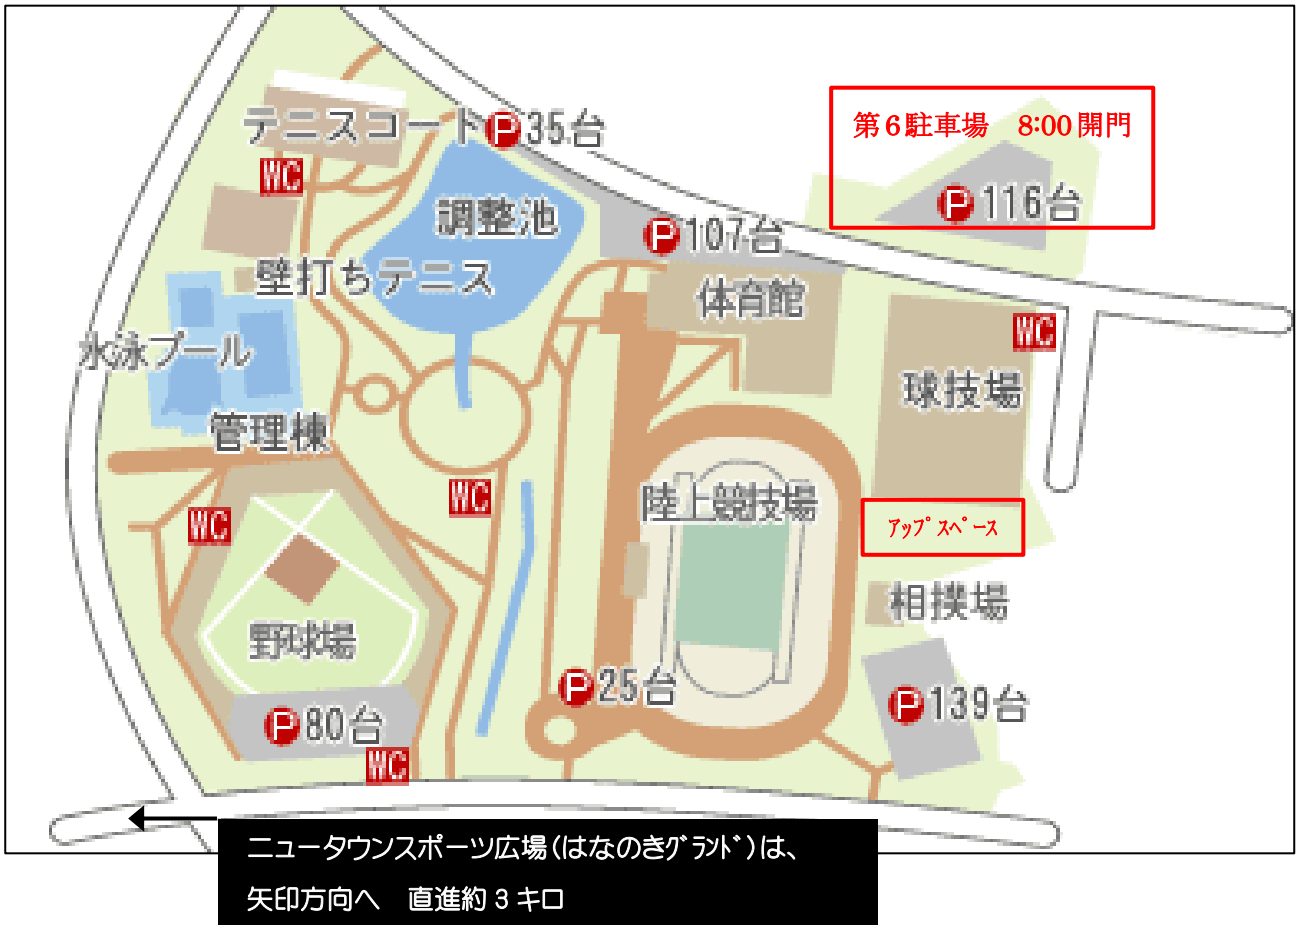 テニスコート
P35台
第6駐車場 8:00開門
WC
P116台
調整池
P107台
壁打ちテニス
体育館
WC
水泳プール
球技場
管理棟
WC
陸上競技場
WC
アップスペース
相撲場
野球場
P25台
P139台
P80台
WC
ニュータウンスポーツ広場(はなのきグランド)は、
矢印方向へ 直進約3キロ